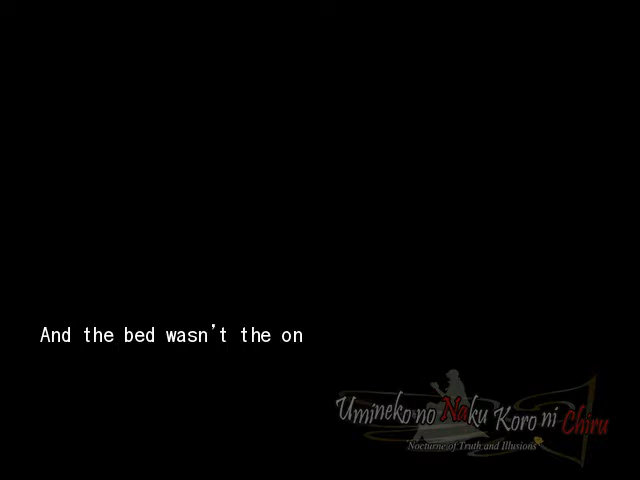 And the bed wasn't the on
Umineko no Naku Koro ni Chiru
Nocturne of Truth and Illusions